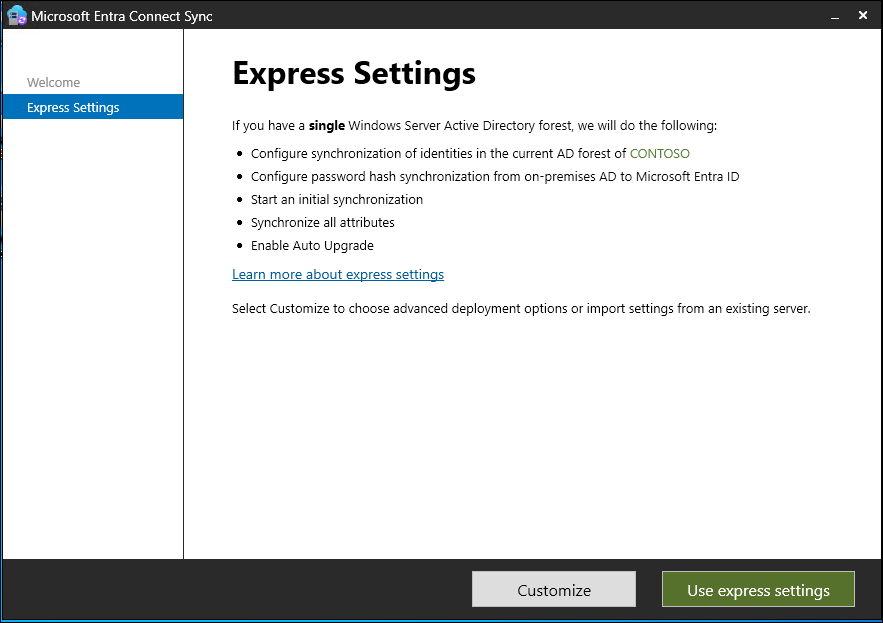 Microsoft Entra Connect Sync
Welcome
Express Settings
Express Settings
If you have a single Windows Server Active Directory forest, we will do the following:
Configure synchronization of identities in the current AD forest of CONTOSO
Configure password hash synchronization from on-premises AD to Microsoft Entra ID
Start an initial synchronization
Synchronize all attributes
Enable Auto Upgrade
Learn more about express settings
Select Customize to choose advanced deployment options or import settings from an existing server.
Customize
Use express settings